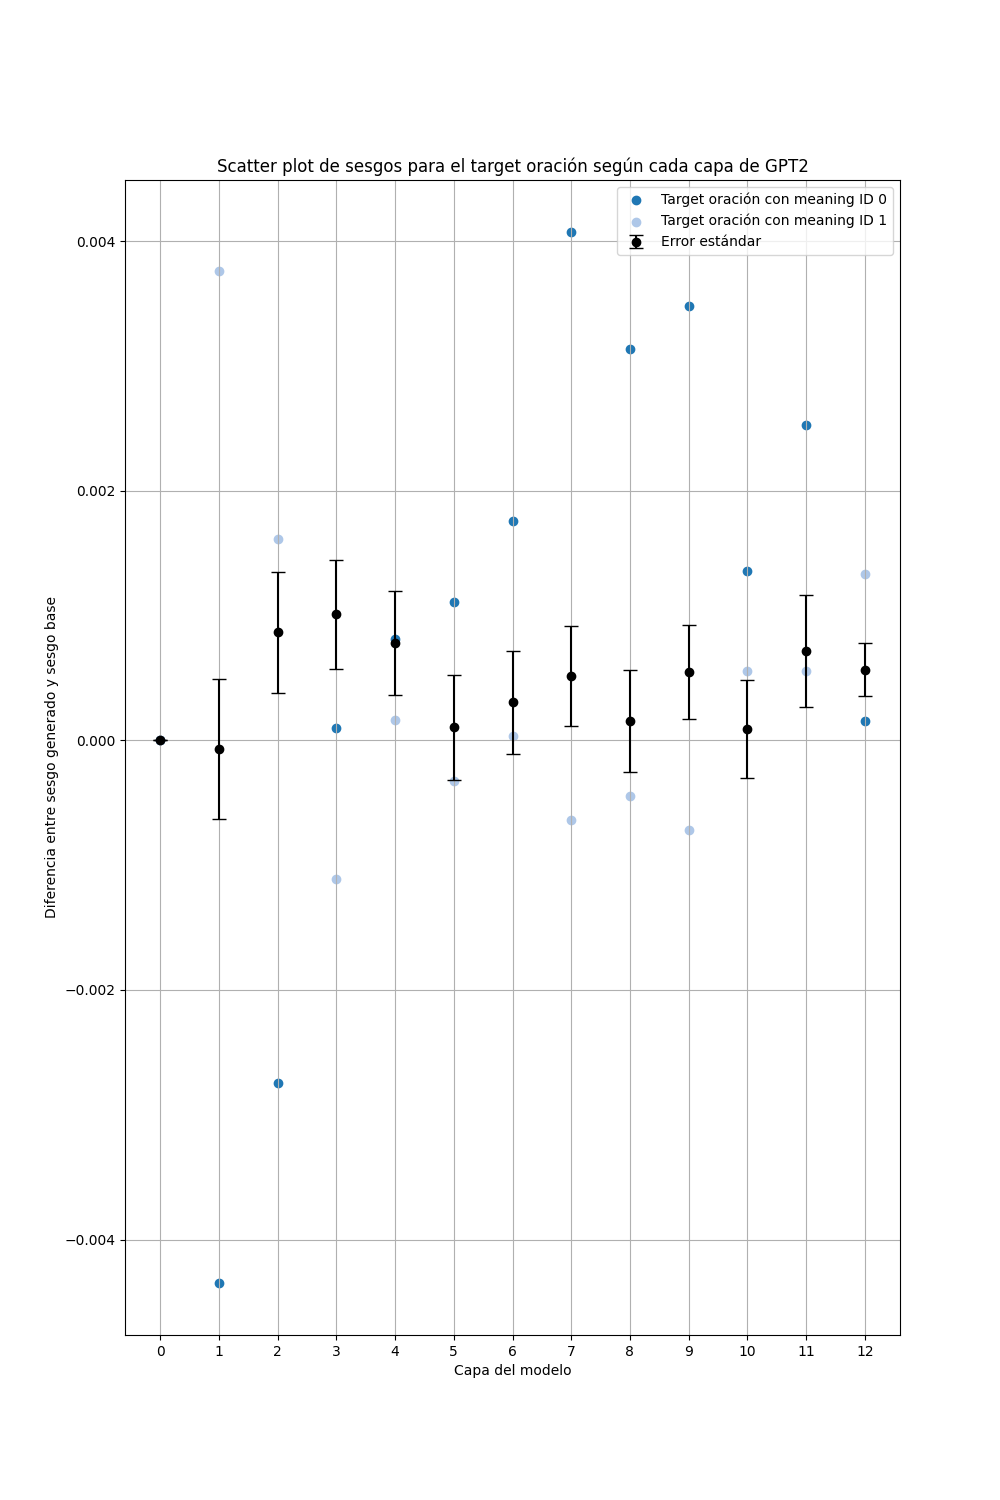 Scatter plot de sesgos para el target oración según cada capa de GPT2
Target oración con meaning ID 0
Target oración con meaning ID 1
Error estándar
0.004
0.002
0.000
−0.002
−0.004
Diferencia entre sesgo generado y sesgo base
0 1 2 3 4 5 6 7 8 9 10 11 12
Capa del modelo